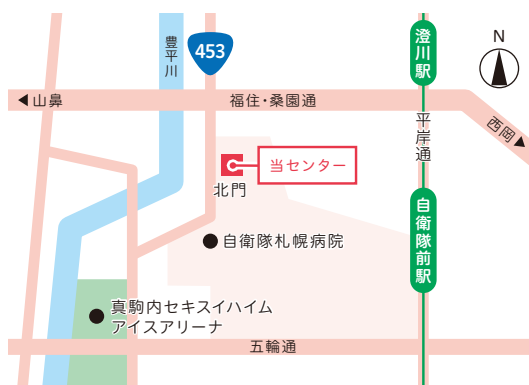 澄川駅
N
豊平川
453
◀山鼻
福住・桑園通
西岡▶
平岸通
当センター
北門
自衛隊前駅
自衛隊札幌病院
真駒内セキスイハイム
アイスアリーナ
五輪通